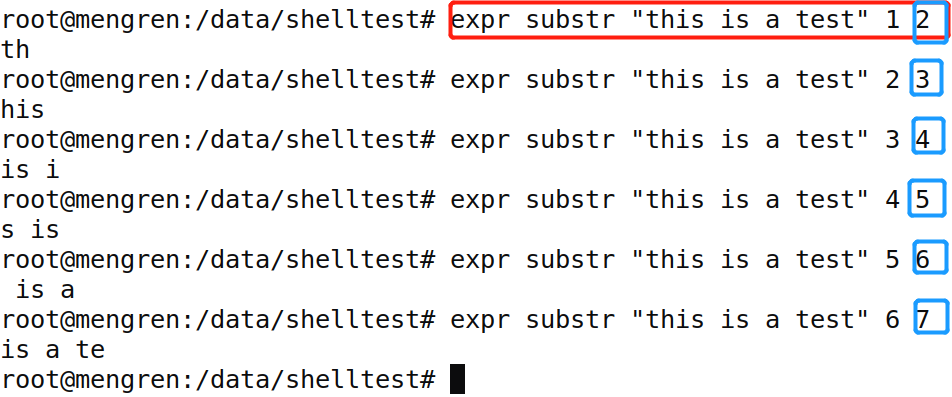 root@mengren:/data/shelltest# expr substr "this is a test" 1 2
th
root@mengren:/data/shelltest# expr substr "this is a test" 2 3
his
root@mengren:/data/shelltest# expr substr "this is a test" 3 4
is i
root@mengren:/data/shelltest# expr substr "this is a test" 4 5
s is
root@mengren:/data/shelltest# expr substr "this is a test" 5 6
 is a
root@mengren:/data/shelltest# expr substr "this is a test" 6 7
is a te
root@mengren:/data/shelltest#